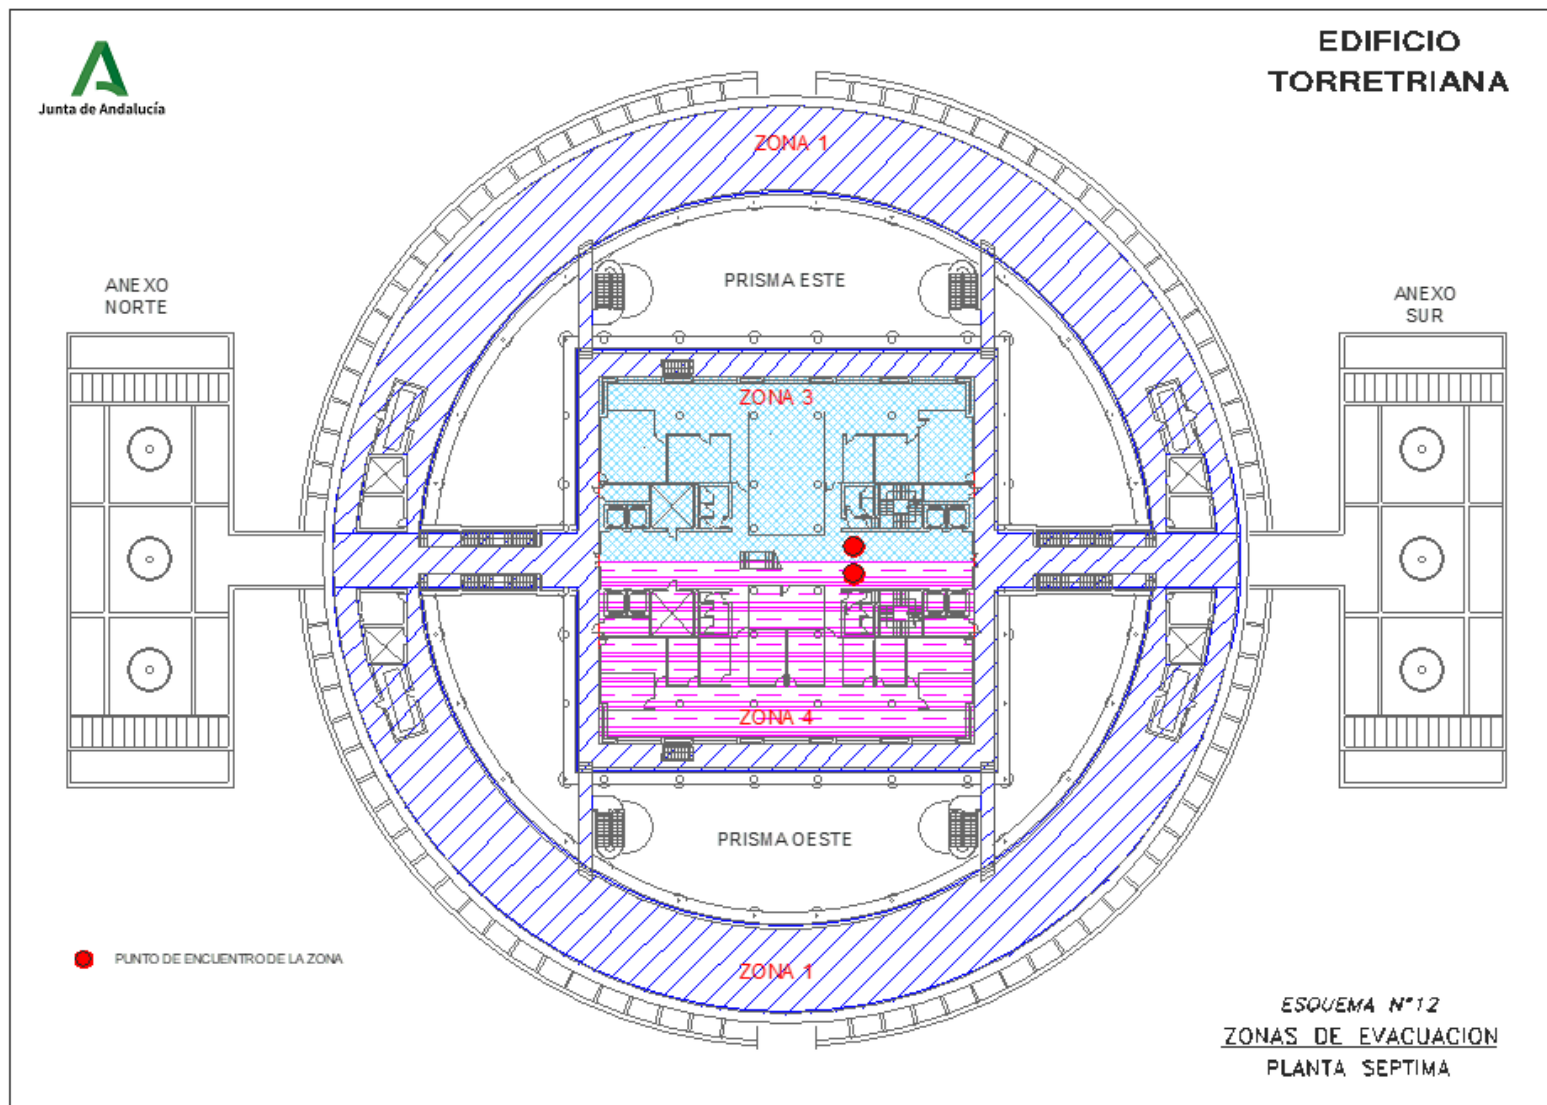 EDIFICIO
TORRETRIANA
Junta de Andalucía
ZONA 1
PRISMA ESTE
ANEXO
NORTE
ANEXO
SUR
ZONA 3
ZONA 4
PRISMA OESTE
PUNTO DE ENCUENTRO DE LA ZONA
ZONA 1
ESQUEMA Nº12
ZONAS DE EVACUACION
PLANTA SEPTIMA